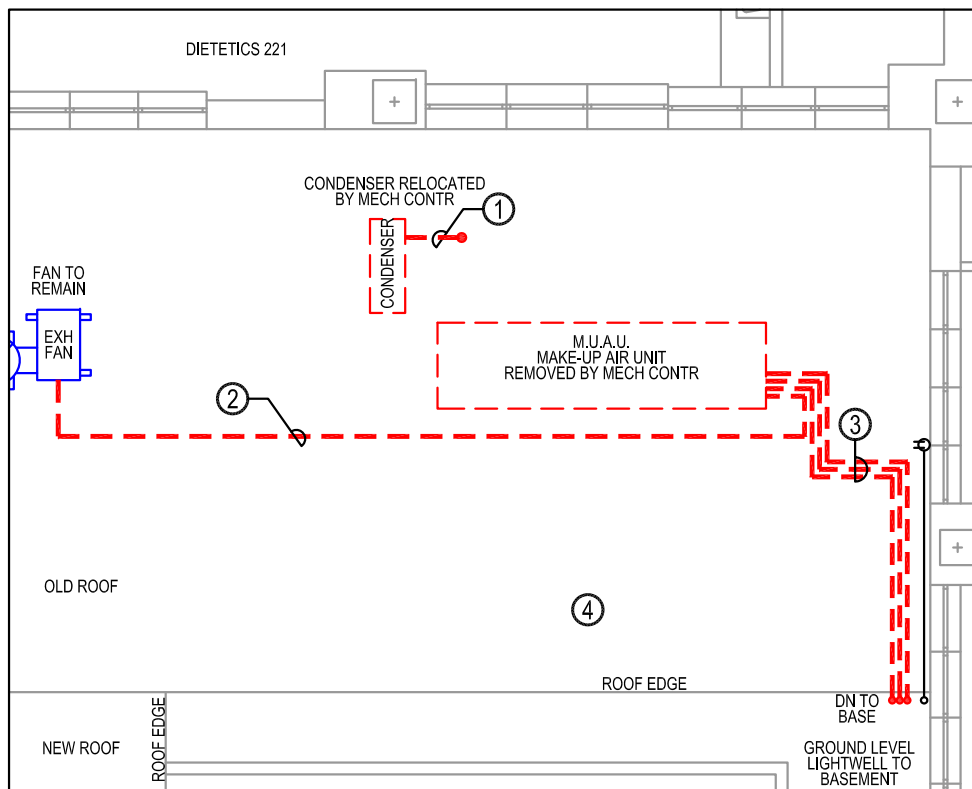 DIETETICS 221
CONDENSER RELOCATED
BY MECH CONTR
1
CONDENSER
FAN TO
REMAIN
EXH
FAN
M.U.A.U.
MAKE-UP AIR UNIT
REMOVED BY MECH CONTR
2
3
OLD ROOF
4
ROOF EDGE
DN TO
BASE
NEW ROOF
ROOF EDGE
GROUND LEVEL
LIGHTWELL TO
BASEMENT